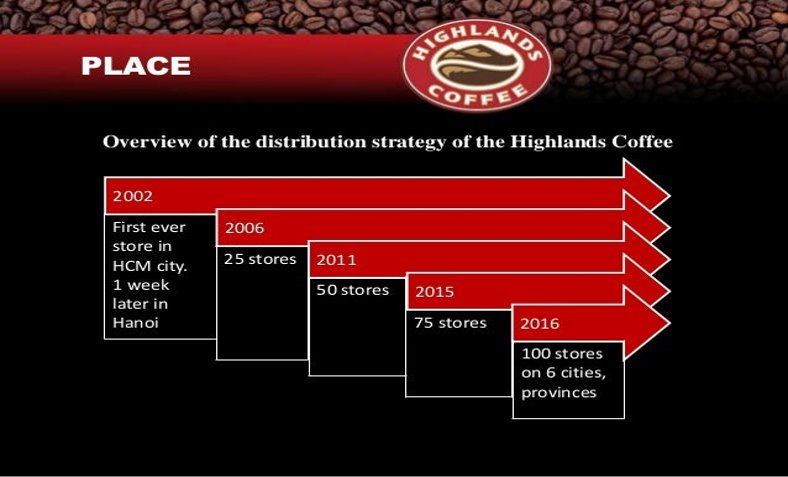 PLACE
HIGHLANDS
COFFEE
Overview of the distribution strategy of the Highlands Coffee
2002
First ever
store in
HCM city.
1 week
later in
Hanoi
2006
25 stores
2011
50 stores
2015
75 stores
2016
100 stores
on 6 cities,
provinces